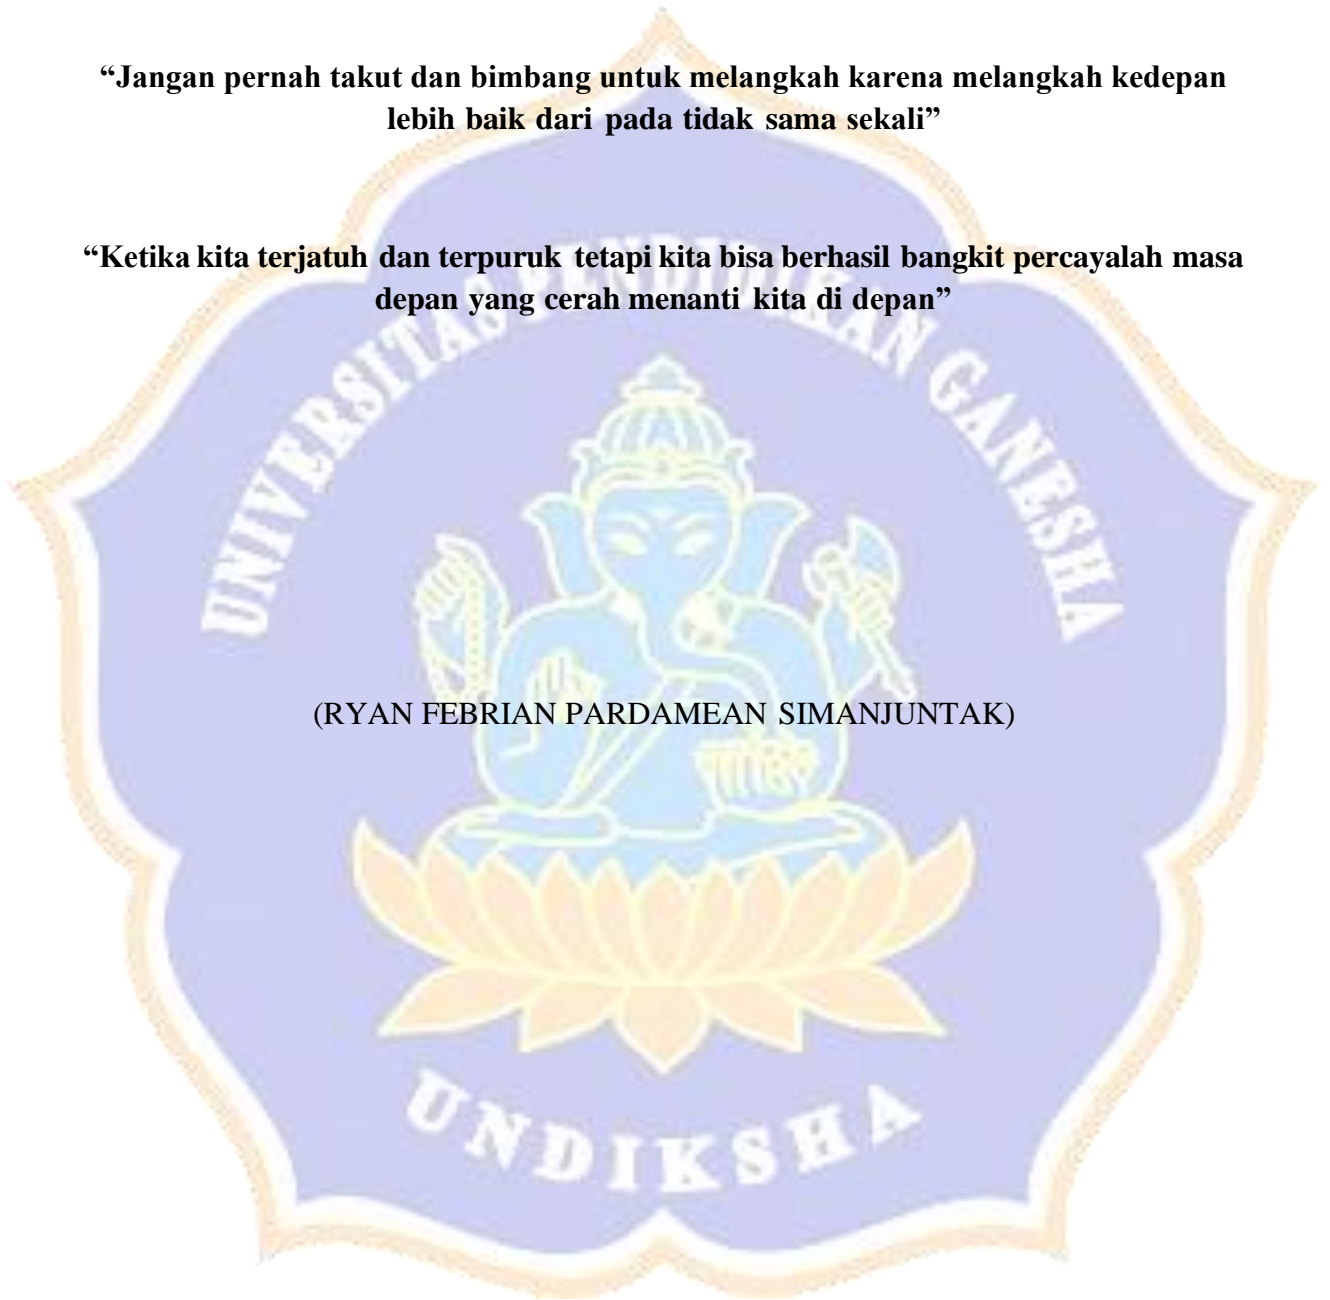 “Jangan pernah takut dan bimbang untuk melangkah karena melangkah kedepan
lebih baik dari pada tidak sama sekali”
“Ketika kita terjatuh dan terpuruk tetapi kita bisa berhasil bangkit percayalah masa
depan yang cerah menanti kita di depan”
UNIVERSITAS PENDIDIKAN GANESHA
(RYAN FEBRIAN PARDAMEAN SIMANJUNTAK)
UNDIKSHA